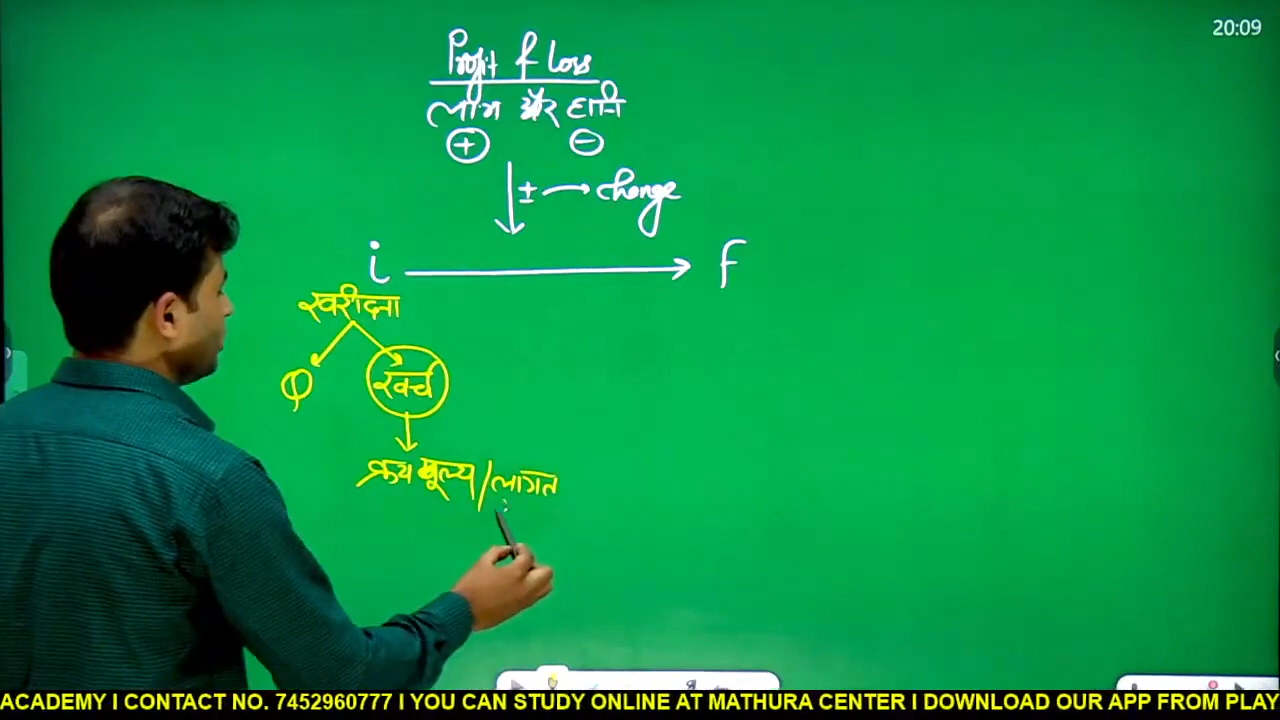 20:09
Profit & Loss
लाभ और हानि
+ -
± → change
i → f
खरीदना
खर्च
क्रय मूल्य/लागत
ACADEMY I CONTACT NO. 7452960777 I YOU CAN STUDY ONLINE AT MATHURA CENTER I DOWNLOAD OUR APP FROM PLAY